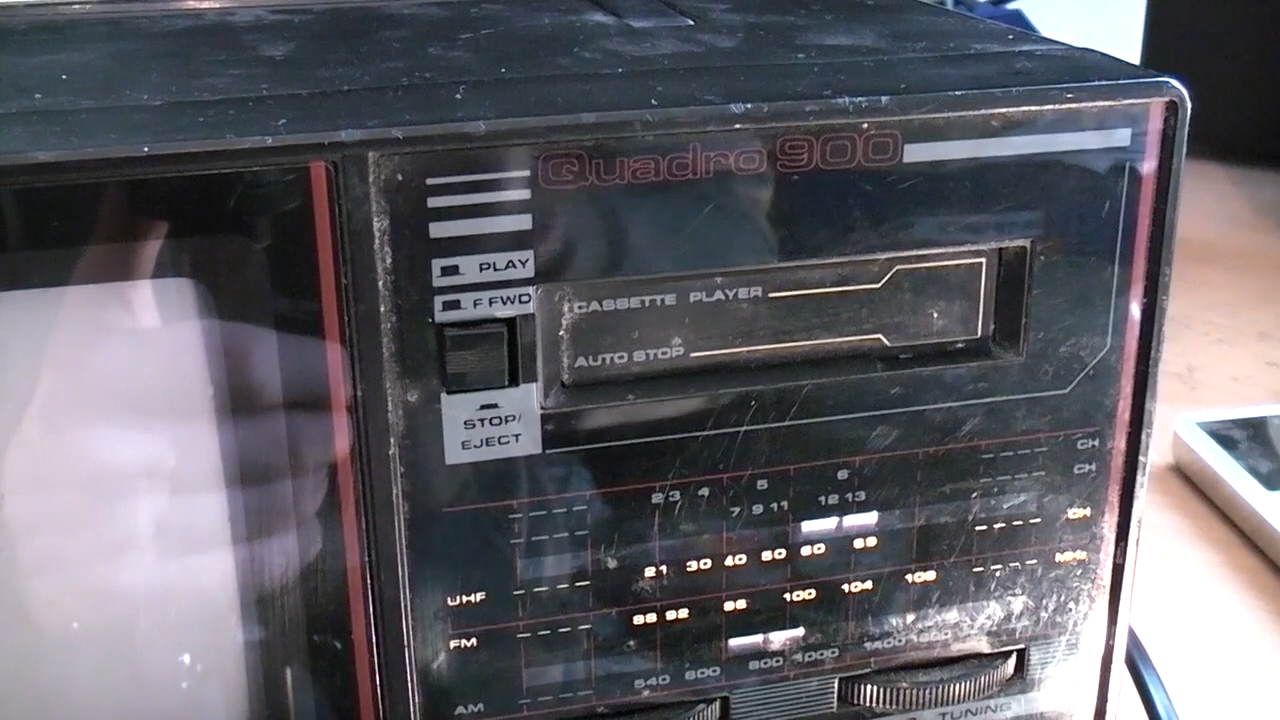 Quadro 900
PLAY
F.FWD
CASSETTE PLAYER
AUTO STOP
STOP/
EJECT
CH
2 3 4 5 6
CH
7 9 11 12 13
CH
UHF 21 30 40 50 60 69
MHz
FM 88 92 96 100 104 108
AM 540 600 800 1000 1400 1600
TUNING